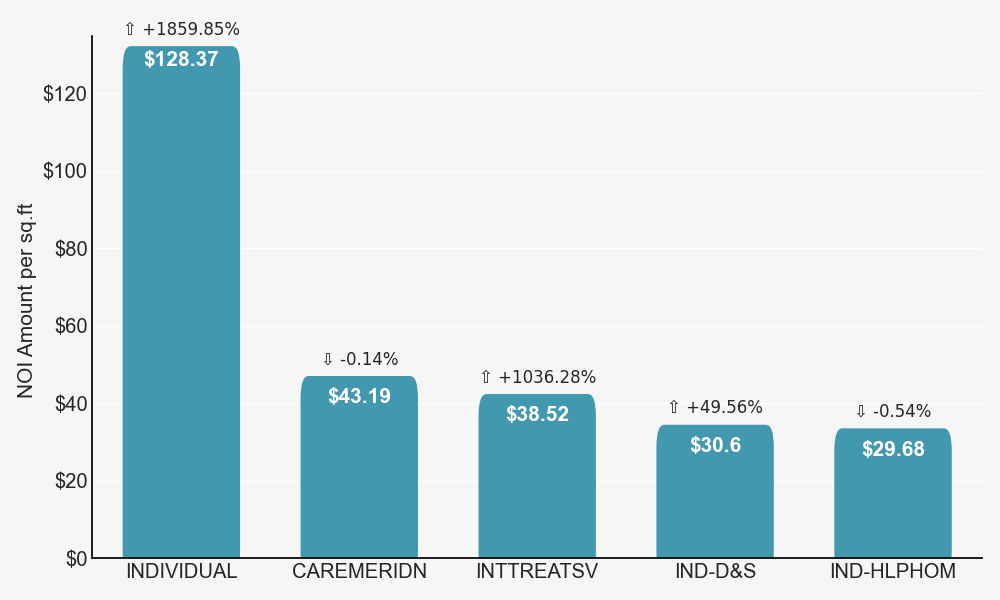 ⇧ +1859.85%
$128.37
$120
$100
$80
$60
$40
$20
$0
NOI Amount per sq.ft
⇩ -0.14%
$43.19
⇧ +1036.28%
$38.52
⇧ +49.56%
$30.6
⇩ -0.54%
$29.68
INDIVIDUAL
CAREMERIDN
INTTREATSV
IND-D&S
IND-HLPHOM